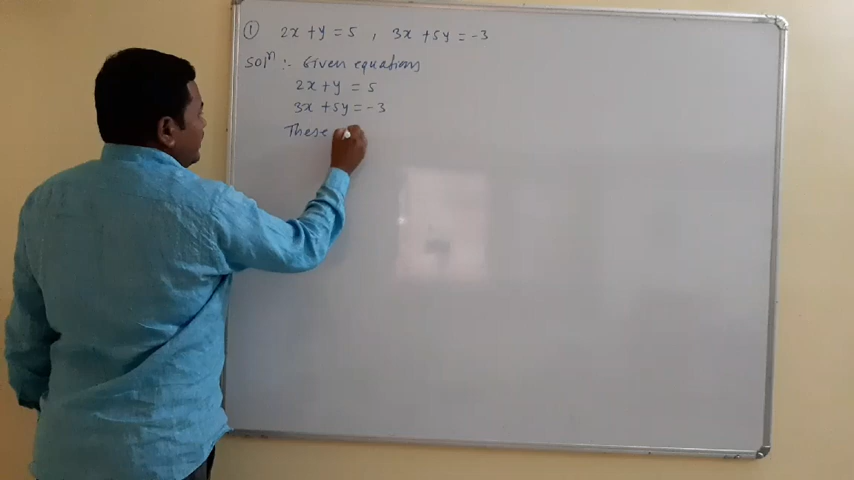 ① 2x + y = 5 , 3x + 5y = -3
Solⁿ :- Given equations
2x + y = 5
3x + 5y = -3
These